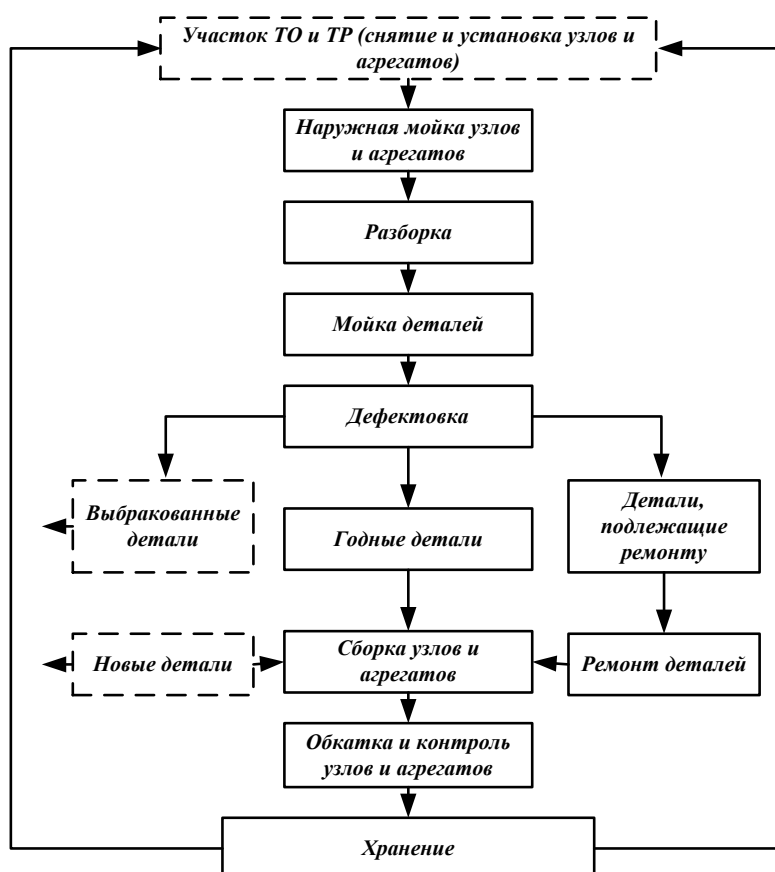 Участок ТО и ТР (снятие и установка узлов и
агрегатов)
Наружная мойка узлов
и агрегатов
Разборка
Мойка деталей
Дефектовка
Выбракованные
детали
Годные детали
Детали,
подлежащие
ремонту
Новые детали
Сборка узлов и
агрегатов
Ремонт деталей
Обкатка и контроль
узлов и агрегатов
Хранение